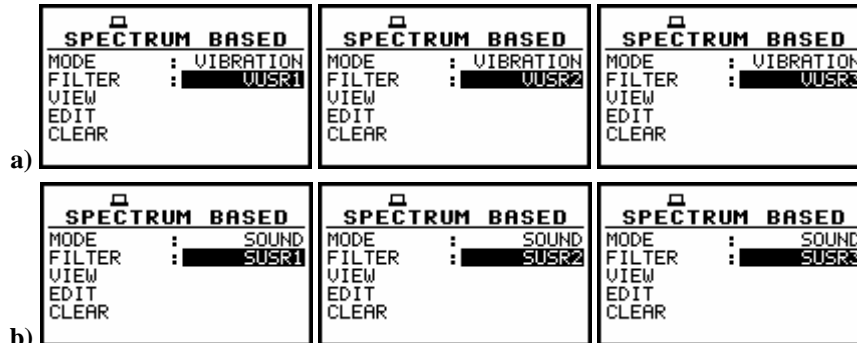 SPECTRUM BASED SPECTRUM BASED SPECTRUM BASED
MODE : VIBRATION MODE : VIBRATION MODE : VIBRATION
FILTER : VUSR1 FILTER : VUSR2 FILTER : VUSR3
VIEW VIEW VIEW
EDIT EDIT EDIT
CLEAR CLEAR CLEAR
a)
SPECTRUM BASED SPECTRUM BASED SPECTRUM BASED
MODE : SOUND MODE : SOUND MODE : SOUND
FILTER : SUSR1 FILTER : SUSR2 FILTER : SUSR3
VIEW VIEW VIEW
EDIT EDIT EDIT
CLEAR CLEAR CLEAR
b)